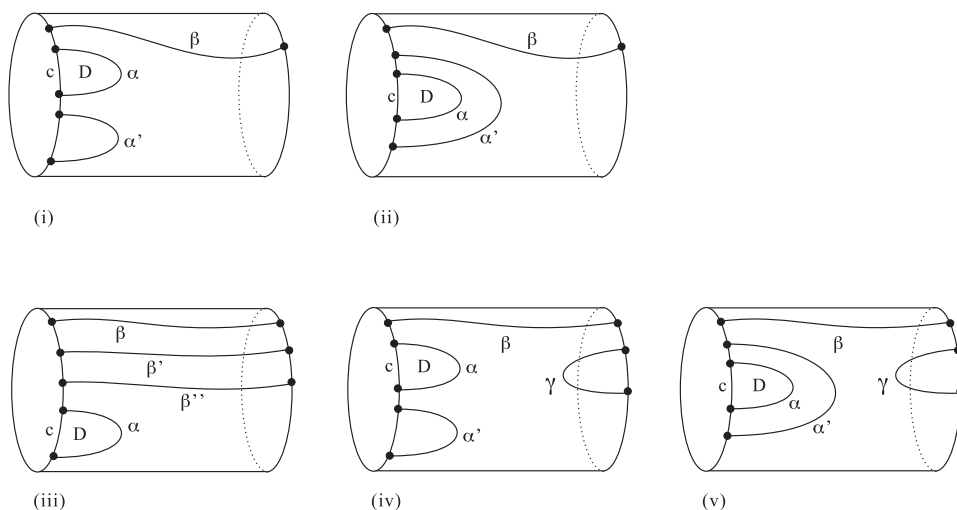 β
c D α
α'
(i)
β
c D α
α'
(ii)
β
β'
β''
c D α
(iii)
β
c D α
γ
α'
(iv)
β
c D α
γ
α'
(v)